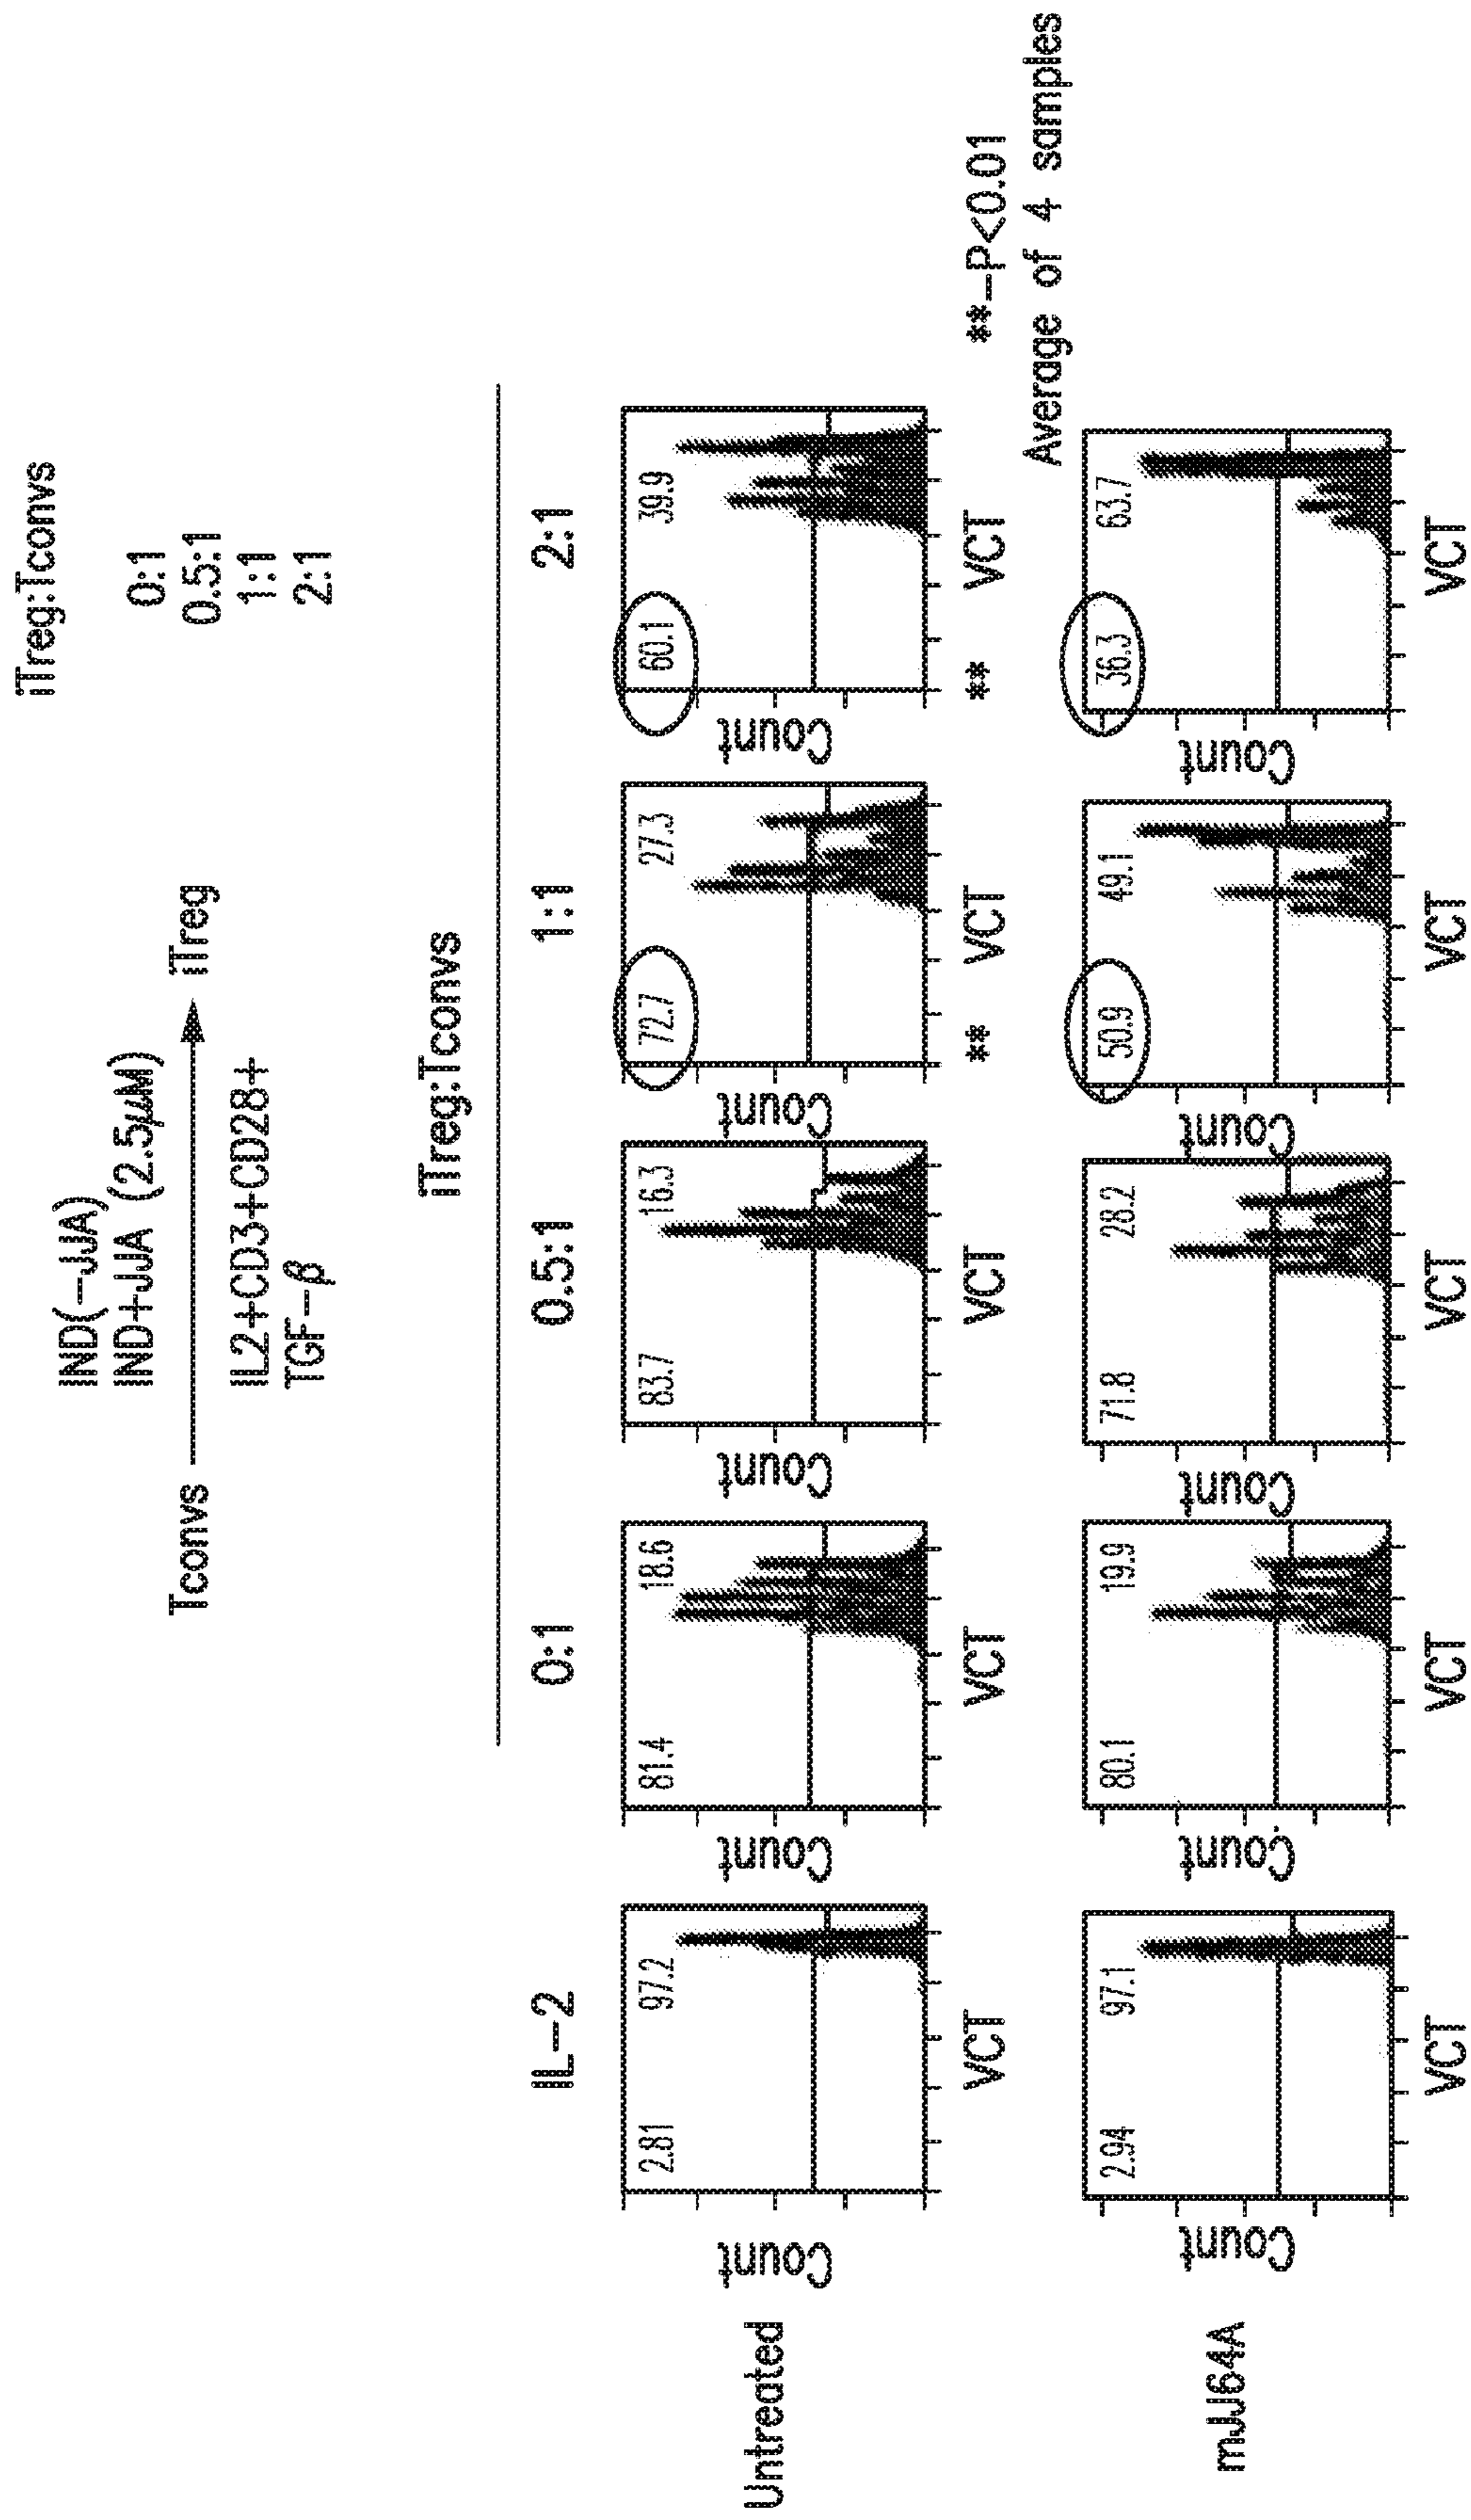 IND(-JJA)
IND+JJA (2.5μM)
Tconvs
iTreg
IL2+CD3+CD28+
TGF-β
iTreg:Tconvs
0:1
0.5:1
1:1
2:1
iTreg:Tconvs
IL-2
0:1
0.5:1
1:1
2:1
Untreated
Count
2.81
97.2
VCT
Count
81.4
18.6
VCT
Count
83.7
16.3
VCT
Count
72.7
27.3
** VCT
Count
60.1
39.9
** VCT
**-P<0.01
Average of 4 samples
mJJ64A
Count
2.94
97.1
VCT
Count
80.1
19.9
VCT
Count
71.8
28.2
VCT
Count
50.9
49.1
VCT
Count
36.3
63.7
VCT